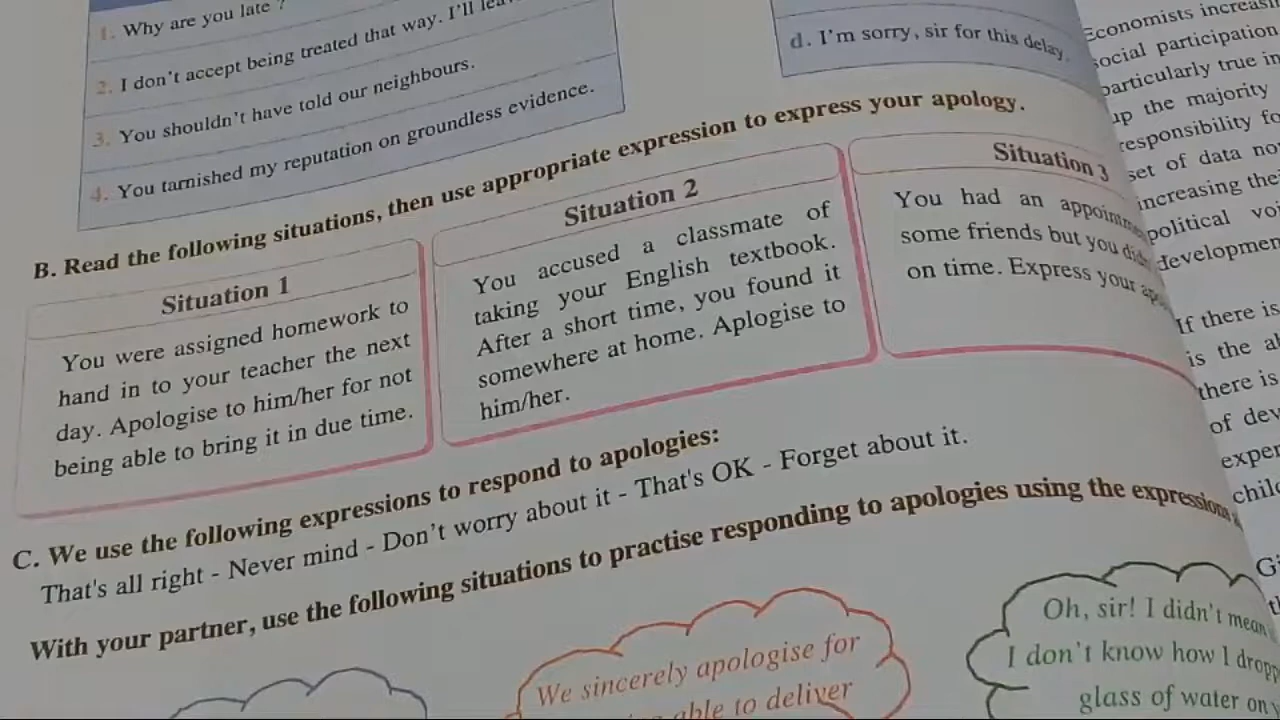 1. Why are you late ?
2. I don't accept being treated that way. I'll
3. You shouldn't have told our neighbours.
4. You tarnished my reputation on groundless evidence.
d. I'm sorry, sir for this delay.
B. Read the following situations, then use appropriate expression to express your apology.
Situation 1
You were assigned homework to
hand in to your teacher the next
day. Apologise to him/her for not
being able to bring it in due time.
Situation 2
You accused a classmate of
taking your English textbook.
After a short time, you found it
somewhere at home. Aplogise to
him/her.
Situation 3
You had an
some friends but you
on time. Express your
C. We use the following expressions to respond to apologies:
That's all right - Never mind - Don't worry about it - That's OK - Forget about it.
With your partner, use the following situations to practise responding to apologies using the expressions
We sincerely apologise for
able to deliver
Oh, sir! I didn't mean
I don't know how I
glass of water on
Economists
social participation
particularly true in
up the majority
responsibility
set of data
increasing
political
If there is
is the
there is
of